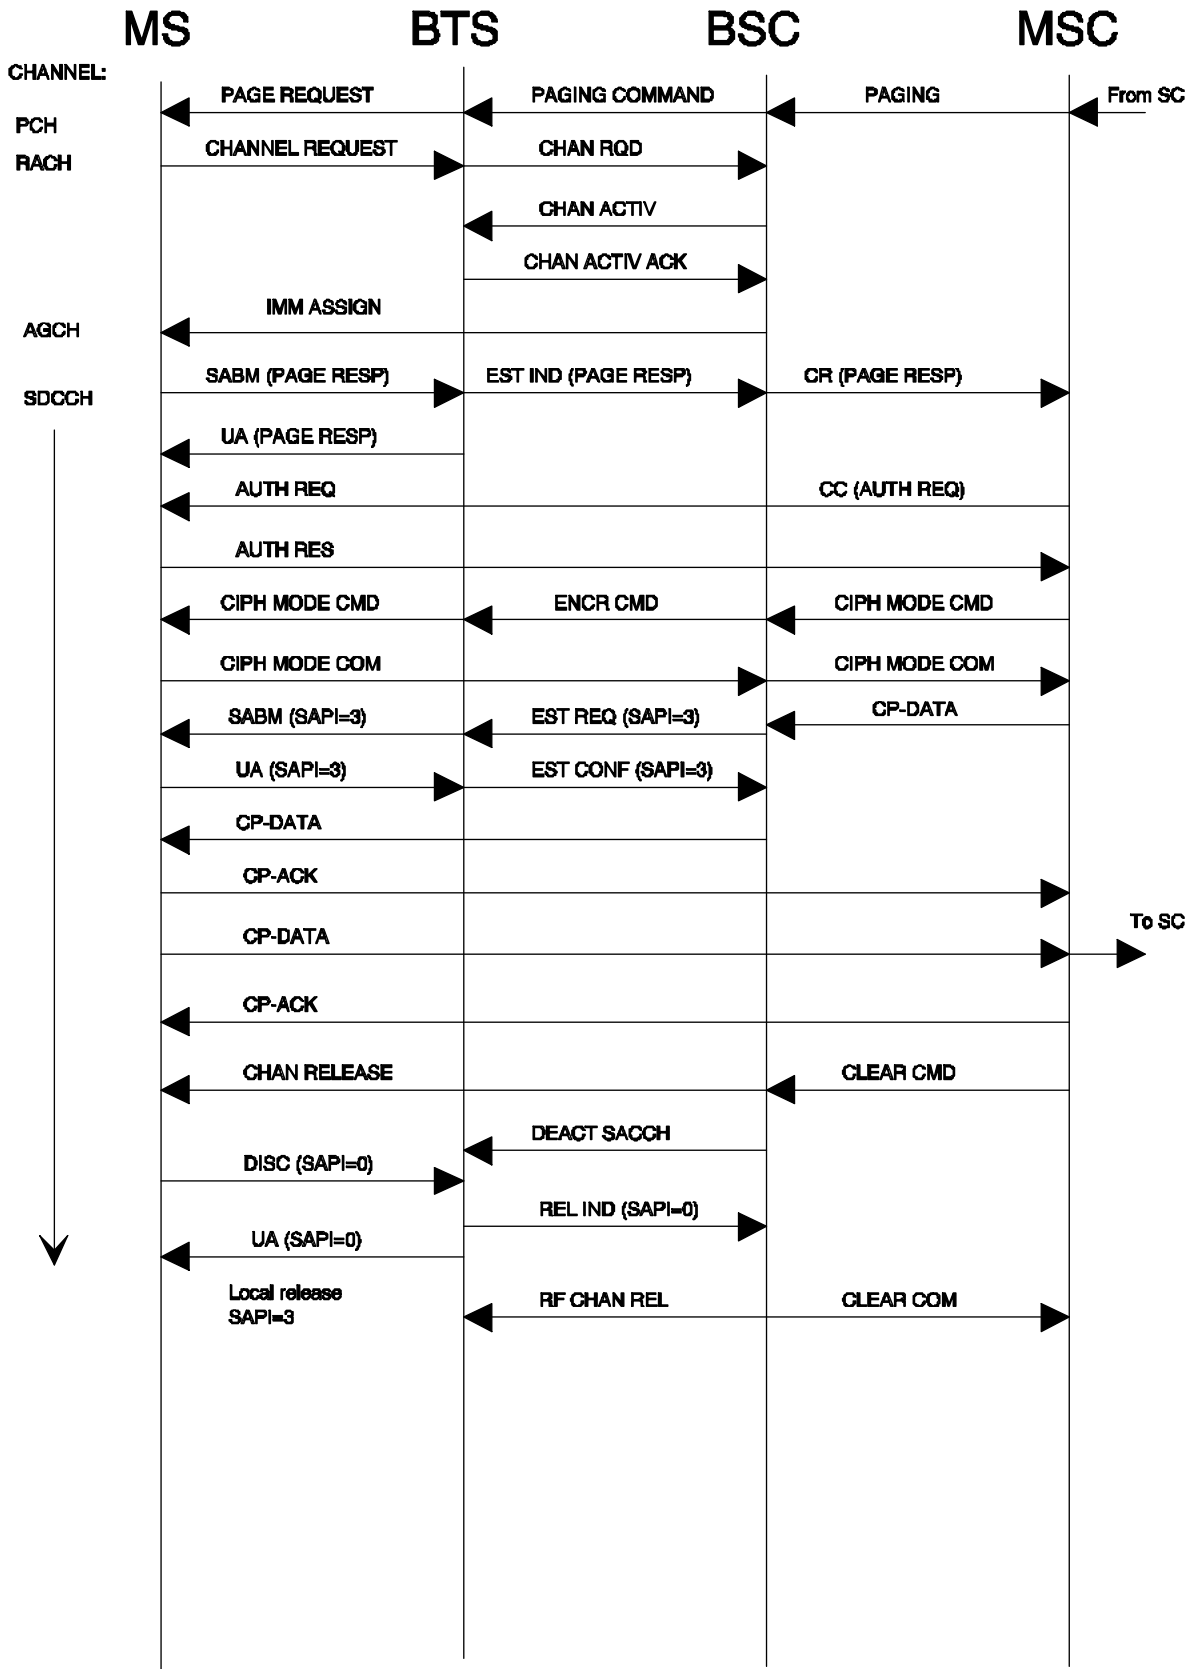 MS BTS BSC MSC
CHANNEL:
PAGE REQUEST PAGING COMMAND PAGING From SC
PCH
CHANNEL REQUEST CHAN RQD
RACH
CHAN ACTIV
CHAN ACTIV ACK
IMM ASSIGN
AGCH
SABM (PAGE RESP) EST IND (PAGE RESP) CR (PAGE RESP)
SDCCH
UA (PAGE RESP)
AUTH REQ CC (AUTH REQ)
AUTH RES
CIPH MODE CMD ENCR CMD CIPH MODE CMD
CIPH MODE COM CIPH MODE COM
SABM (SAPI=3) EST REQ (SAPI=3) CP-DATA
UA (SAPI=3) EST CONF (SAPI=3)
CP-DATA
CP-ACK
To SC
CP-DATA
CP-ACK
CHAN RELEASE CLEAR CMD
DEACT SACCH
DISC (SAPI=0)
REL IND (SAPI=0)
UA (SAPI=0)
Local release
RF CHAN REL CLEAR COM
SAPI=3